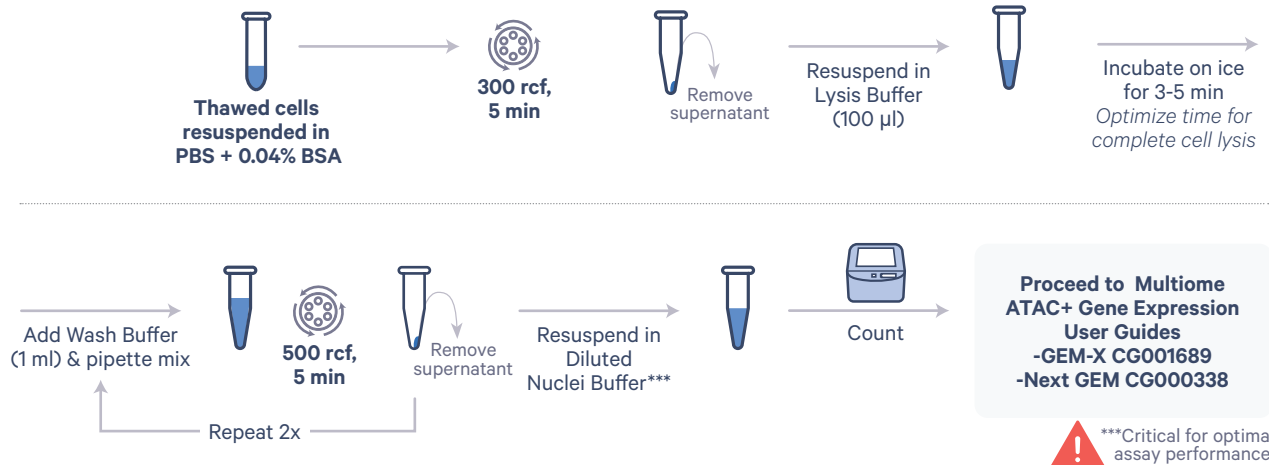 Thawed cells
resuspended in
PBS + 0.04% BSA
300 rcf,
5 min
Remove
supernatant
Resuspend in
Lysis Buffer
(100 µl)
Incubate on ice
for 3-5 min
Optimize time for
complete cell lysis
Add Wash Buffer
(1 ml) & pipette mix
500 rcf,
5 min
Remove
supernatant
Repeat 2x
Resuspend in
Diluted
Nuclei Buffer***
Count
Proceed to Multiome
ATAC+ Gene Expression
User Guides
-GEM-X CG001689
-Next GEM CG000338
***Critical for optima
assay performance